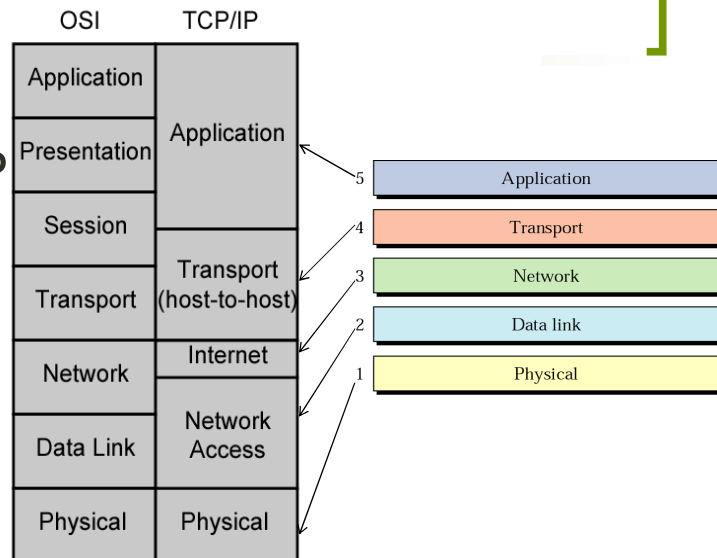 OSI
TCP/IP
Application
Presentation
Session
Transport
Network
Data Link
Physical
Application
Transport
(host-to-host)
Internet
Network
Access
Physical
5 Application
4 Transport
3 Network
2 Data link
1 Physical